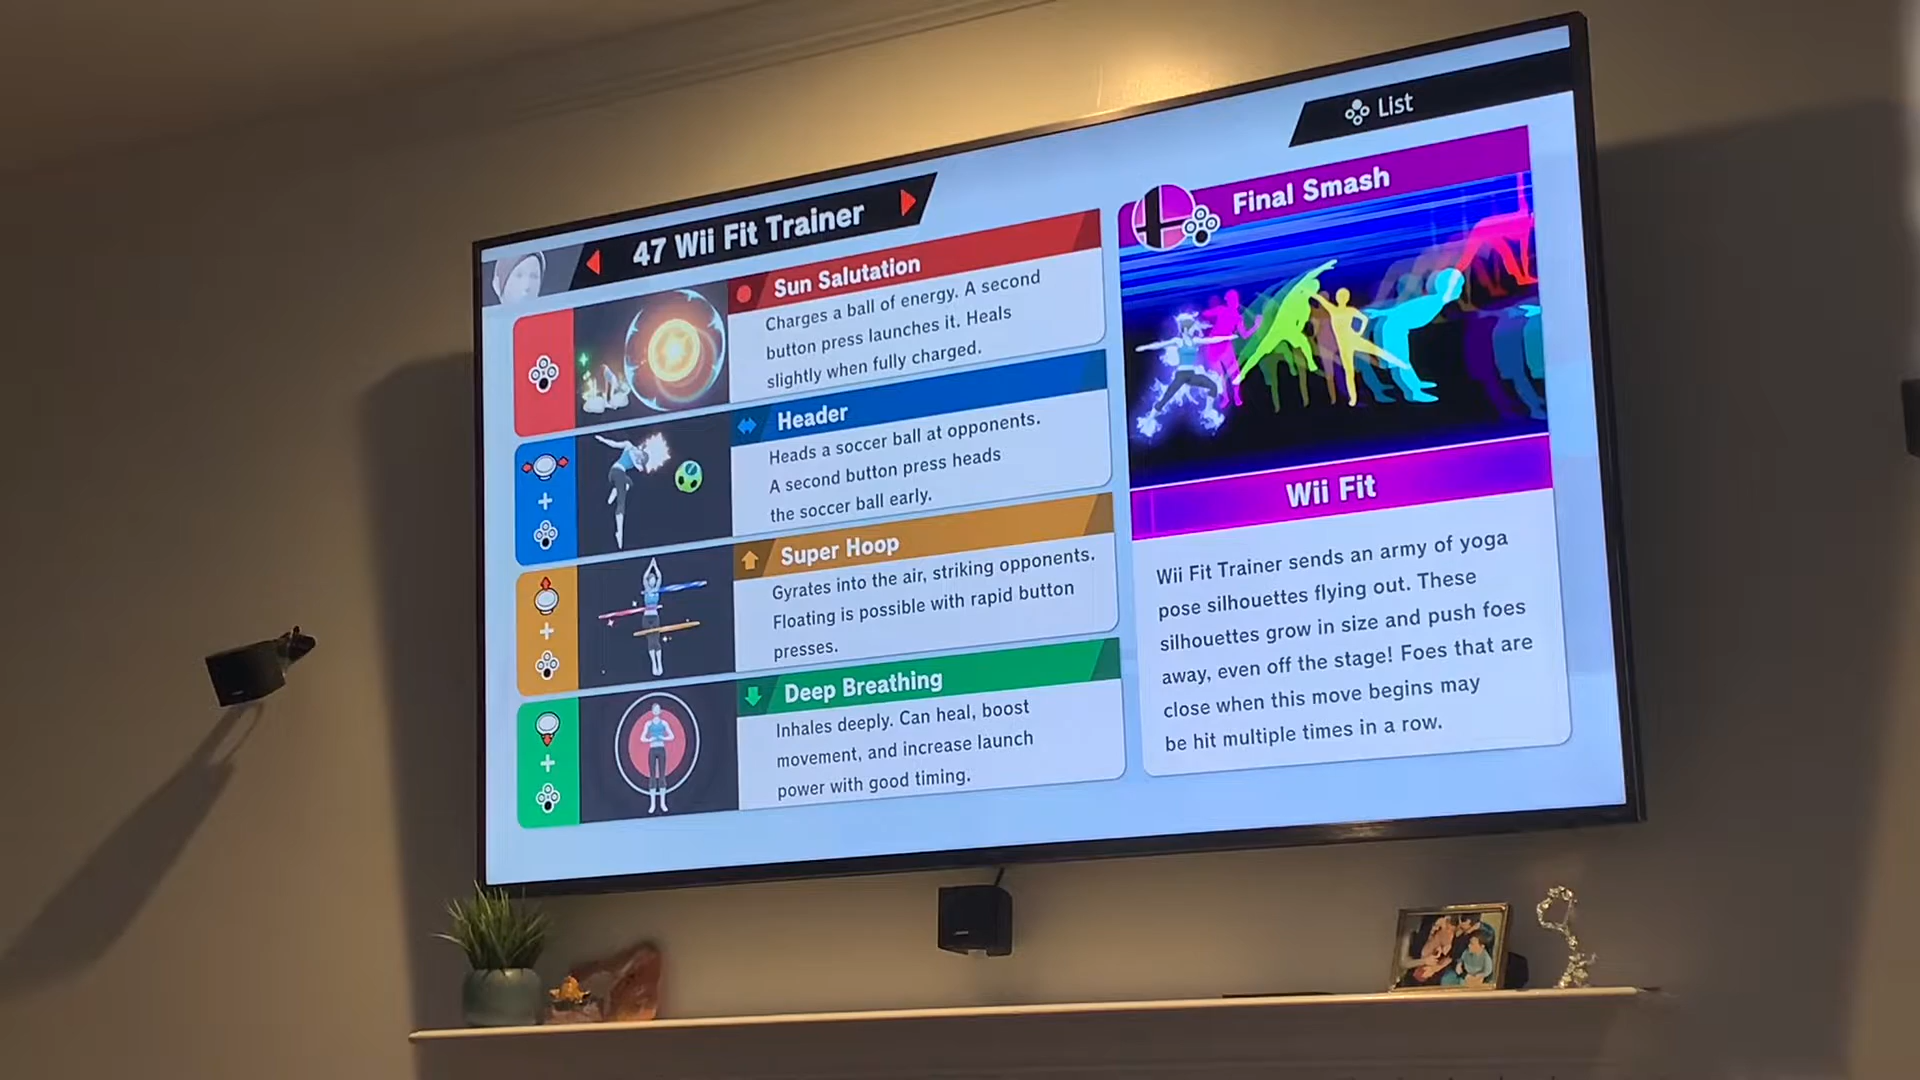 List
47 Wii Fit Trainer
Sun Salutation
Charges a ball of energy. A second
button press launches it. Heals
slightly when fully charged.
Header
Heads a soccer ball at opponents.
A second button press heads
the soccer ball early.
Super Hoop
Gyrates into the air, striking opponents.
Floating is possible with rapid button
presses.
Deep Breathing
Inhales deeply. Can heal, boost
movement, and increase launch
power with good timing.
Final Smash
Wii Fit
Wii Fit Trainer sends an army of yoga
pose silhouettes flying out. These
silhouettes grow in size and push foes
away, even off the stage! Foes that are
close when this move begins may
be hit multiple times in a row.